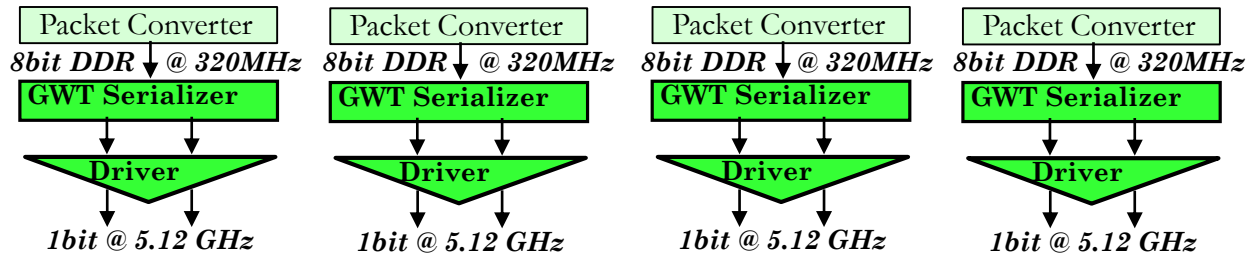 Packet Converter Packet Converter Packet Converter Packet Converter
8bit DDR @ 320MHz 8bit DDR @ 320MHz 8bit DDR @ 320MHz 8bit DDR @ 320MHz
GWT Serializer GWT Serializer GWT Serializer GWT Serializer
Driver Driver Driver Driver
1bit @ 5.12 GHz 1bit @ 5.12 GHz 1bit @ 5.12 GHz 1bit @ 5.12 GHz